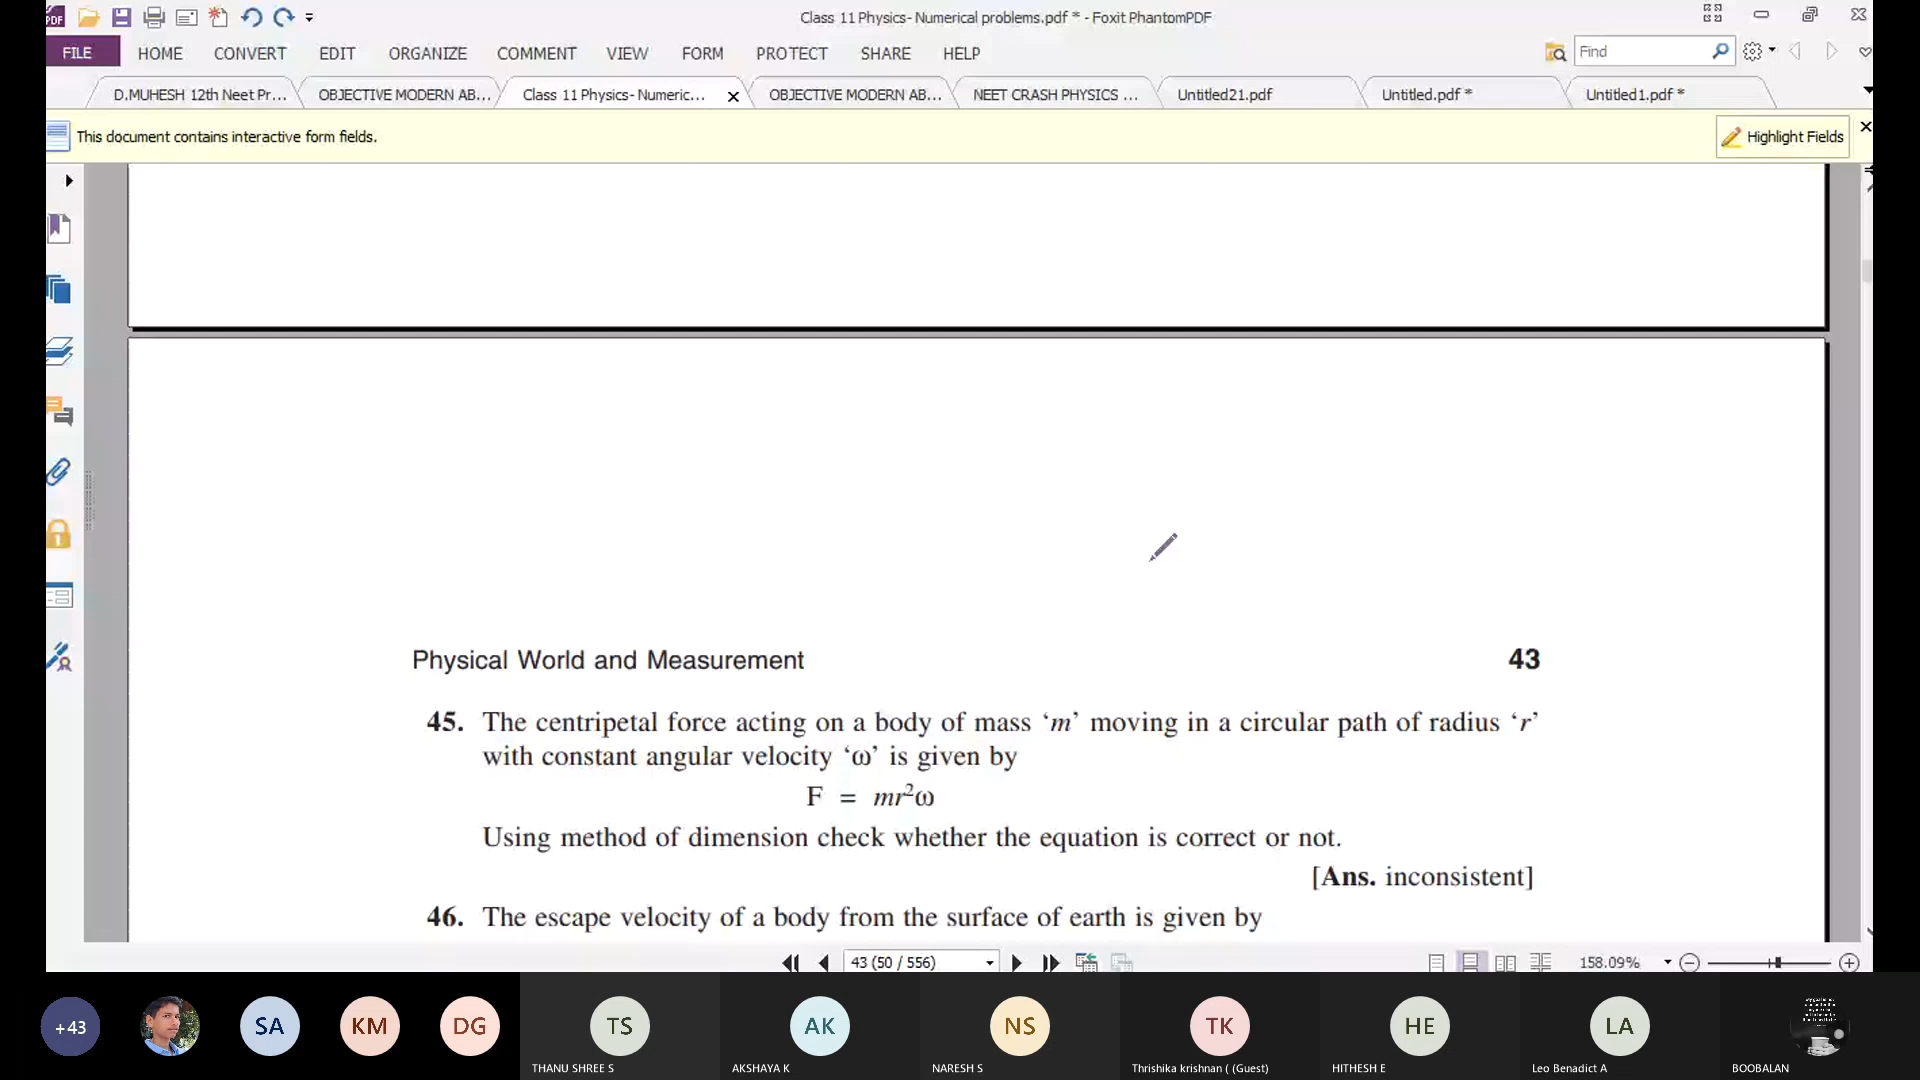 PDF
Class 11 Physics- Numerical problems.pdf * - Foxit PhantomPDF
FILE HOME CONVERT EDIT ORGANIZE COMMENT VIEW FORM PROTECT SHARE HELP
Find
D.MUHESH 12th Neet Pr... OBJECTIVE MODERN AB... Class 11 Physics- Numeric... OBJECTIVE MODERN AB... NEET CRASH PHYSICS ... Untitled21.pdf Untitled.pdf * Untitled1.pdf *
This document contains interactive form fields. Highlight Fields
Physical World and Measurement 43
45. The centripetal force acting on a body of mass ‘m’ moving in a circular path of radius ‘r’
with constant angular velocity ‘ω’ is given by
F = mr²ω
Using method of dimension check whether the equation is correct or not.
[Ans. inconsistent]
46. The escape velocity of a body from the surface of earth is given by
43 (50 / 556) 158.09%
+43 SA KM DG TS AK NS TK HE LA
THANU SHREE S AKSHAYA K NARESH S Thrishika krishnan ( (Guest) HITHESH E Leo Benadict A BOOBALAN